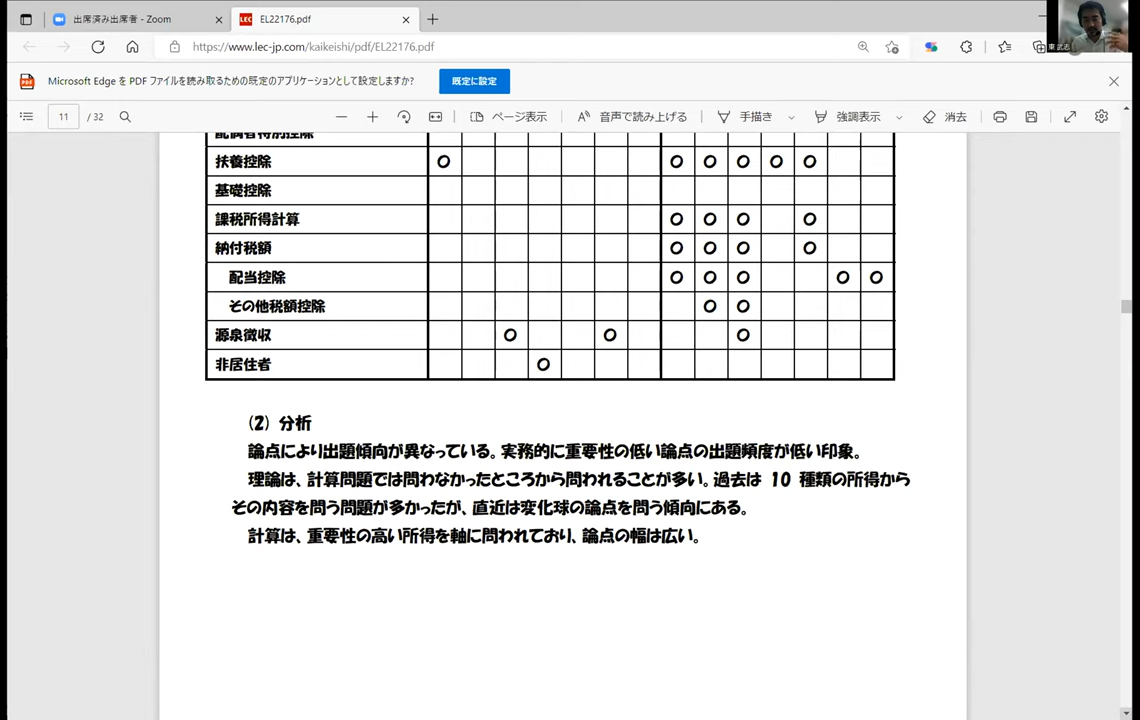 出席済み出席者 - Zoom
LEC EL22176.pdf
https://www.lec-jp.com/kaikeishi/pdf/EL22176.pdf
Microsoft Edge を PDF ファイルを読み取るための既定のアプリケーションとして設定しますか?
既定に設定
11 / 32
ページ表示
音声で読み上げる
手描き
強調表示
消去
配偶者特別控除
扶養控除 ○ ○ ○ ○ ○ ○
基礎控除
課税所得計算 ○ ○ ○ ○
納付税額 ○ ○ ○ ○
配当控除 ○ ○ ○ ○ ○
その他税額控除 ○ ○
源泉徴収 ○ ○ ○
非居住者 ○
(2) 分析
論点により出題傾向が異なっている。実務的に重要性の低い論点の出題頻度が低い印象。
理論は、計算問題では問わなかったところから問われることが多い。過去は 10 種類の所得から
その内容を問う問題が多かったが、直近は変化球の論点を問う傾向にある。
計算は、重要性の高い所得を軸に問われており、論点の幅は広い。